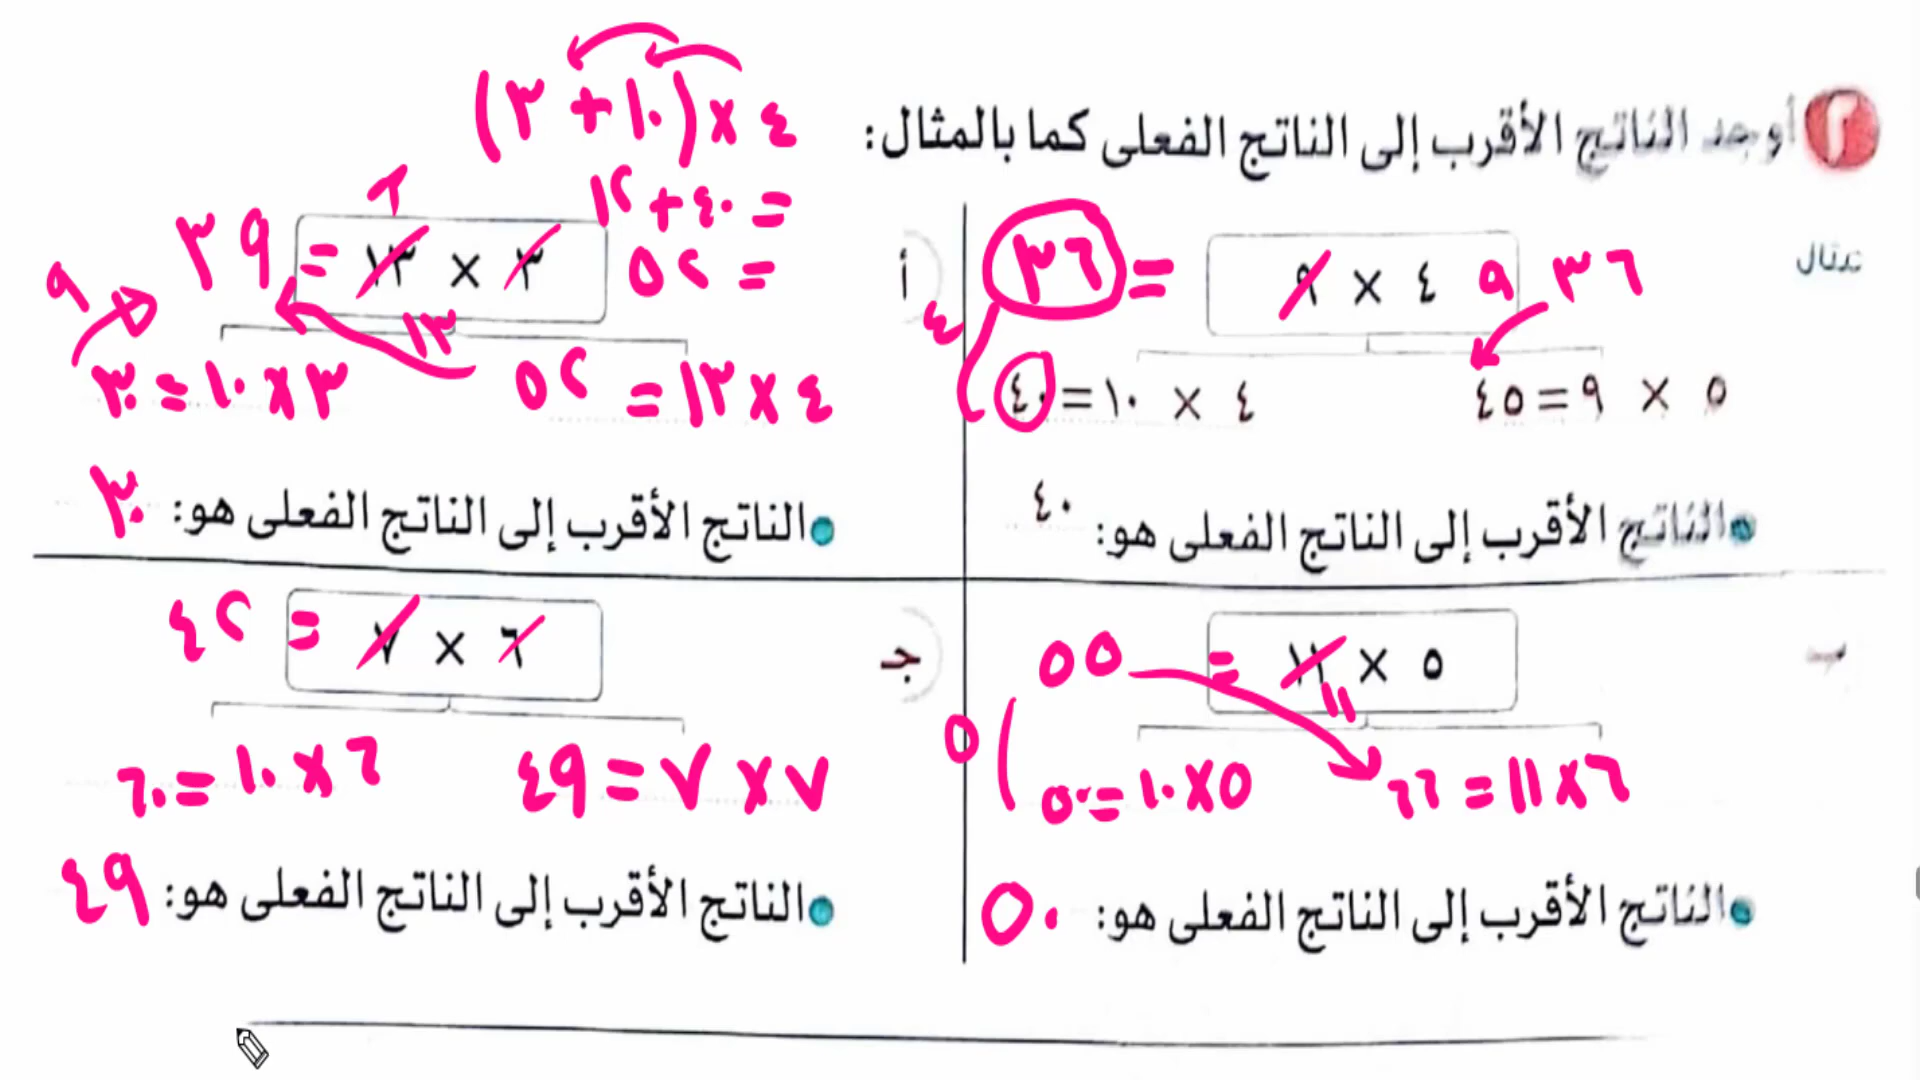 ٢ أوجد الناتج الأقرب إلى الناتج الفعلى كما بالمثال:
مثال
٤ × ٩ = ٣٦
٩ ٣٦
٥ × ٩ = ٤٥
٤ × ١٠ = ٤٠
٤
الناتج الأقرب إلى الناتج الفعلى هو: ٤٠
أ
٤ × (١٠ + ٣)
= ٤٠ + ١٢
= ٥٢
٣ × ١٣ = ٣٩
٤ × ١٣ = ٥٢
٣ × ١٠ = ٣٠
١٣
٩
الناتج الأقرب إلى الناتج الفعلى هو: ٣٠
٥ × ١١ = ٥٥
١١
٦ × ١١ = ٦٦
٥ × ١٠ = ٥٠
٥
الناتج الأقرب إلى الناتج الفعلى هو: ٥٠
جـ
٦ × ٧ = ٤٢
٧ × ٧ = ٤٩
٦ × ١٠ = ٦٠
الناتج الأقرب إلى الناتج الفعلى هو: ٤٩